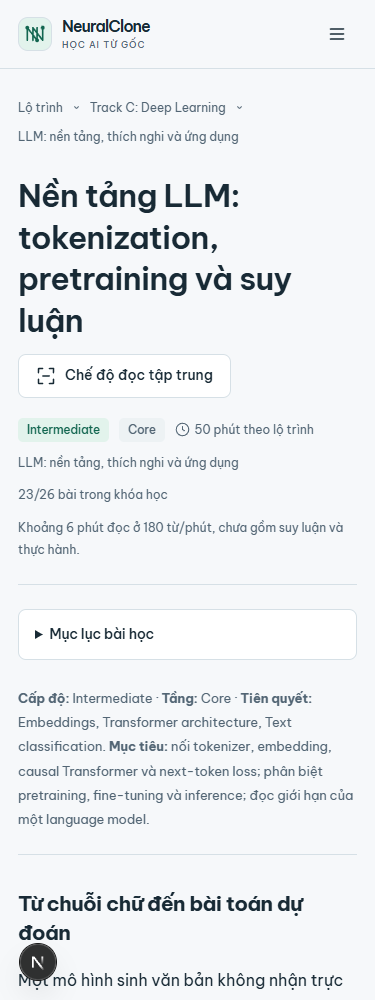 NeuralClone
HỌC AI TỪ GỐC
Lộ trình
Track C: Deep Learning
LLM: nền tảng, thích nghi và ứng dụng
Nền tảng LLM:
tokenization,
pretraining và suy
luận
Chế độ đọc tập trung
Intermediate Core 50 phút theo lộ trình
LLM: nền tảng, thích nghi và ứng dụng
23/26 bài trong khóa học
Khoảng 6 phút đọc ở 180 từ/phút, chưa gồm suy luận và
thực hành.
Mục lục bài học
Cấp độ: Intermediate · Tầng: Core · Tiên quyết:
Embeddings, Transformer architecture, Text
classification. Mục tiêu: nối tokenizer, embedding,
causal Transformer và next-token loss; phân biệt
pretraining, fine-tuning và inference; đọc giới hạn của
một language model.
Từ chuỗi chữ đến bài toán dự
đoán
Một mô hình sinh văn bản không nhận trực